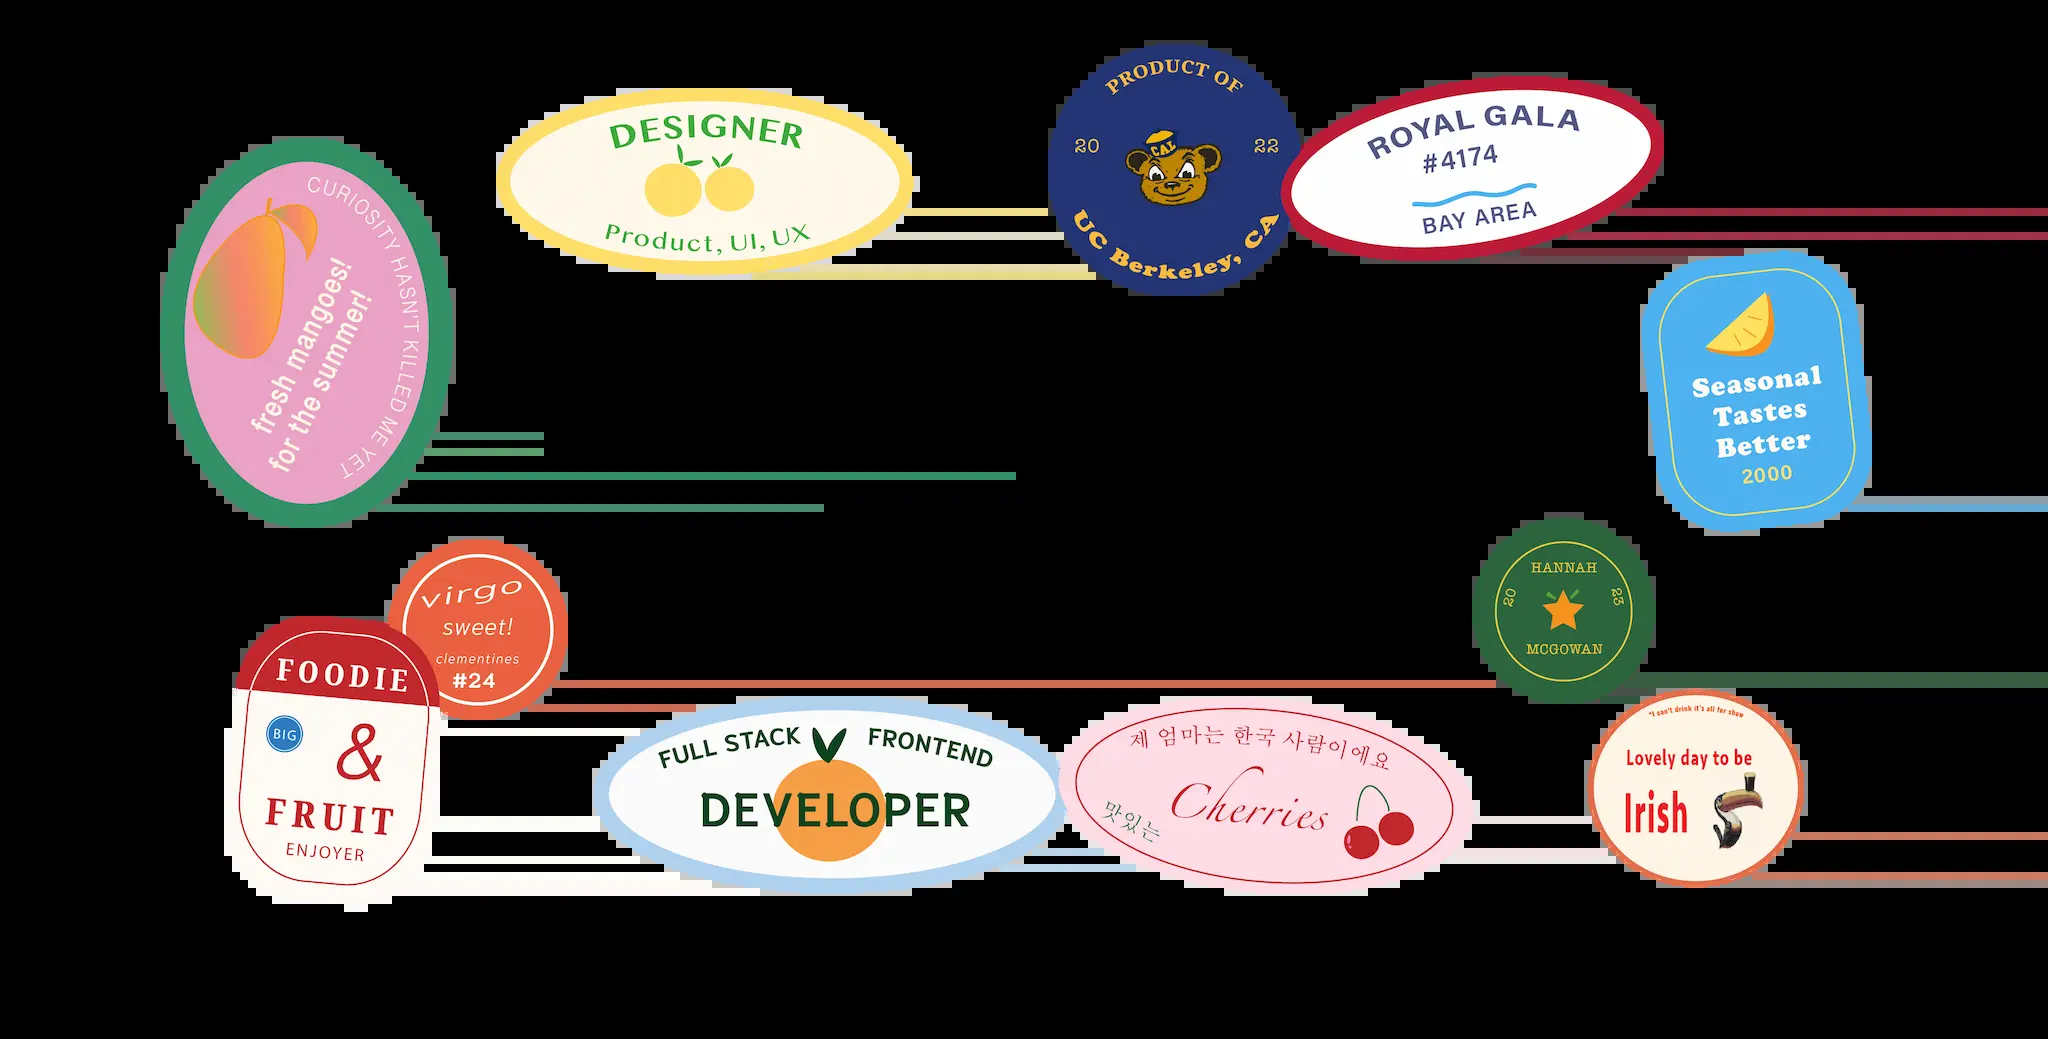 DESIGNER
Product, UI, UX
PRODUCT OF
20
22
CAL
UC Berkeley, CA
ROYAL GALA
#4174
BAY AREA
CURIOSITY HASN'T KILLED ME YET
fresh mangoes!
for the summer!
Seasonal
Tastes
Better
2000
virgo
sweet!
clementines
#24
HANNAH
20
23
MCGOWAN
FOODIE
BIG
&
FRUIT
ENJOYER
FULL STACK
FRONTEND
DEVELOPER
제 엄마는 한국 사람이에요
Cherries
맛있는
"I can't drink it's all for show
Lovely day to be
Irish